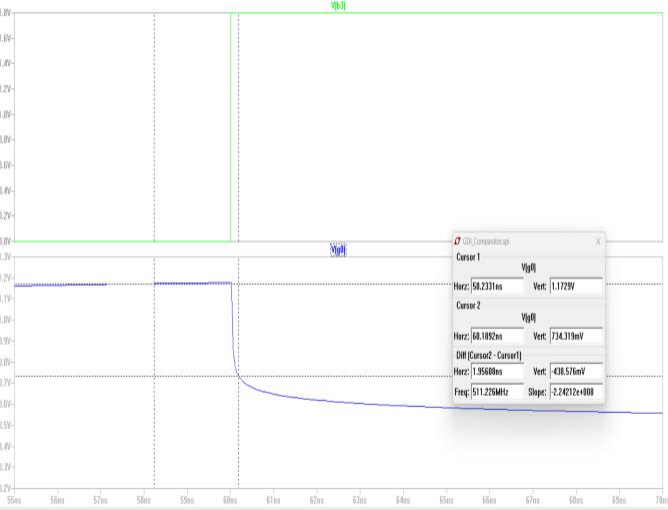 V(b3)
1.8V
1.6V
1.4V
1.2V
1.0V
0.8V
0.6V
0.4V
0.2V
0.0V
V(g0)
1.3V
1.2V
1.1V
1.0V
0.9V
0.8V
0.7V
0.6V
0.5V
0.4V
0.3V
0.2V
55ns 56ns 57ns 58ns 59ns 60ns 61ns 62ns 63ns 64ns 65ns 66ns 67ns 68ns 69ns 70ns
GDI_Comparator.spi X
Cursor 1
V(g0)
Horz: 58.2331ns Vert: 1.1729V
Cursor 2
V(g0)
Horz: 60.1892ns Vert: 734.319mV
Diff (Cursor2 - Cursor1)
Horz: 1.95608ns Vert: -438.576mV
Freq: 511.226MHz Slope: -2.24212e+008